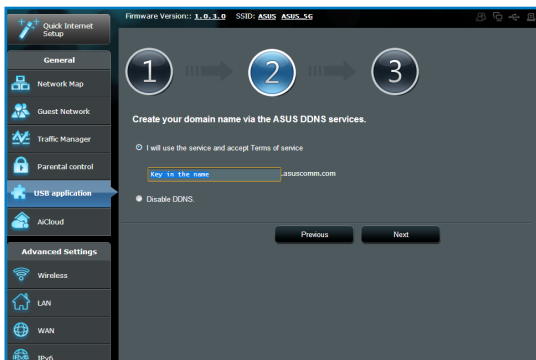 Quick Internet
Setup
Firmware Version:: 1.0.3.0 SSID: ASUS ASUS_5G
General
Network Map
Guest Network
Traffic Manager
Parental control
USB application
AiCloud
Advanced Settings
Wireless
LAN
WAN
IPv6
1
2
3
Create your domain name via the ASUS DDNS services.
I will use the service and accept Terms of service
Key in the name .asuscomm.com
Disable DDNS.
Previous
Next